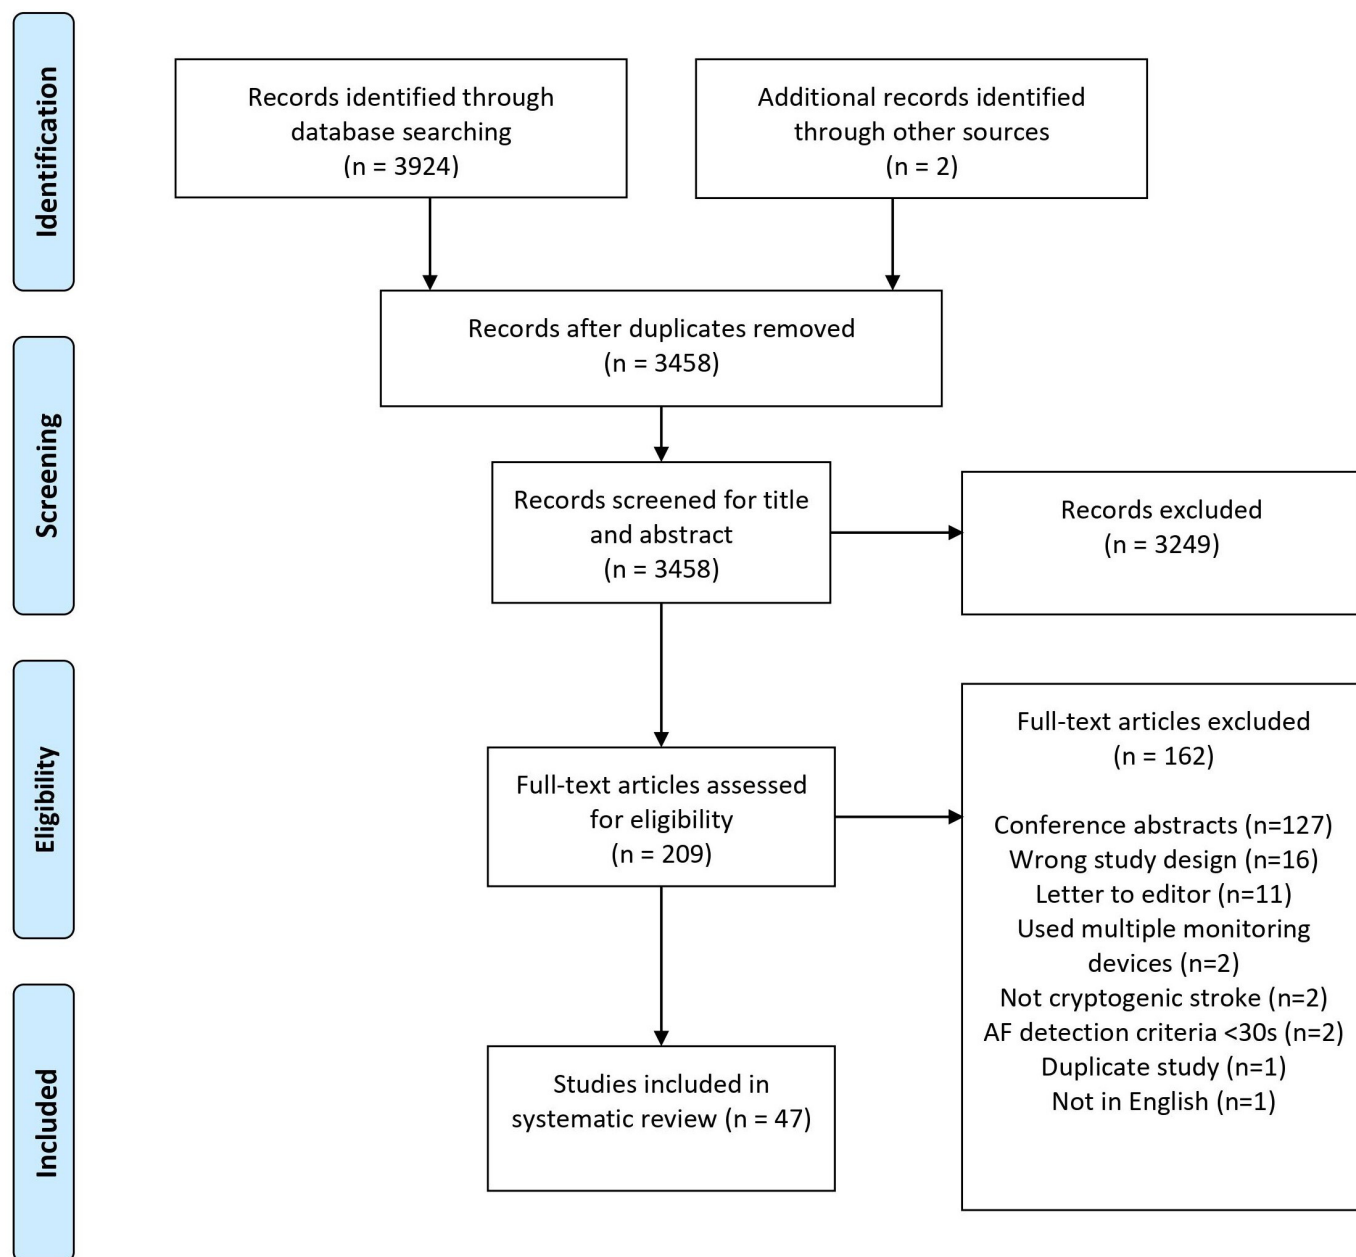 Identification
Records identified through
database searching
(n = 3924)
Additional records identified
through other sources
(n = 2)
Records after duplicates removed
(n = 3458)
Screening
Records screened for title
and abstract
(n = 3458)
Records excluded
(n = 3249)
Eligibility
Full-text articles assessed
for eligibility
(n = 209)
Full-text articles excluded
(n = 162)
Conference abstracts (n=127)
Wrong study design (n=16)
Letter to editor (n=11)
Used multiple monitoring
devices (n=2)
Not cryptogenic stroke (n=2)
AF detection criteria <30s (n=2)
Duplicate study (n=1)
Not in English (n=1)
Included
Studies included in
systematic review (n = 47)